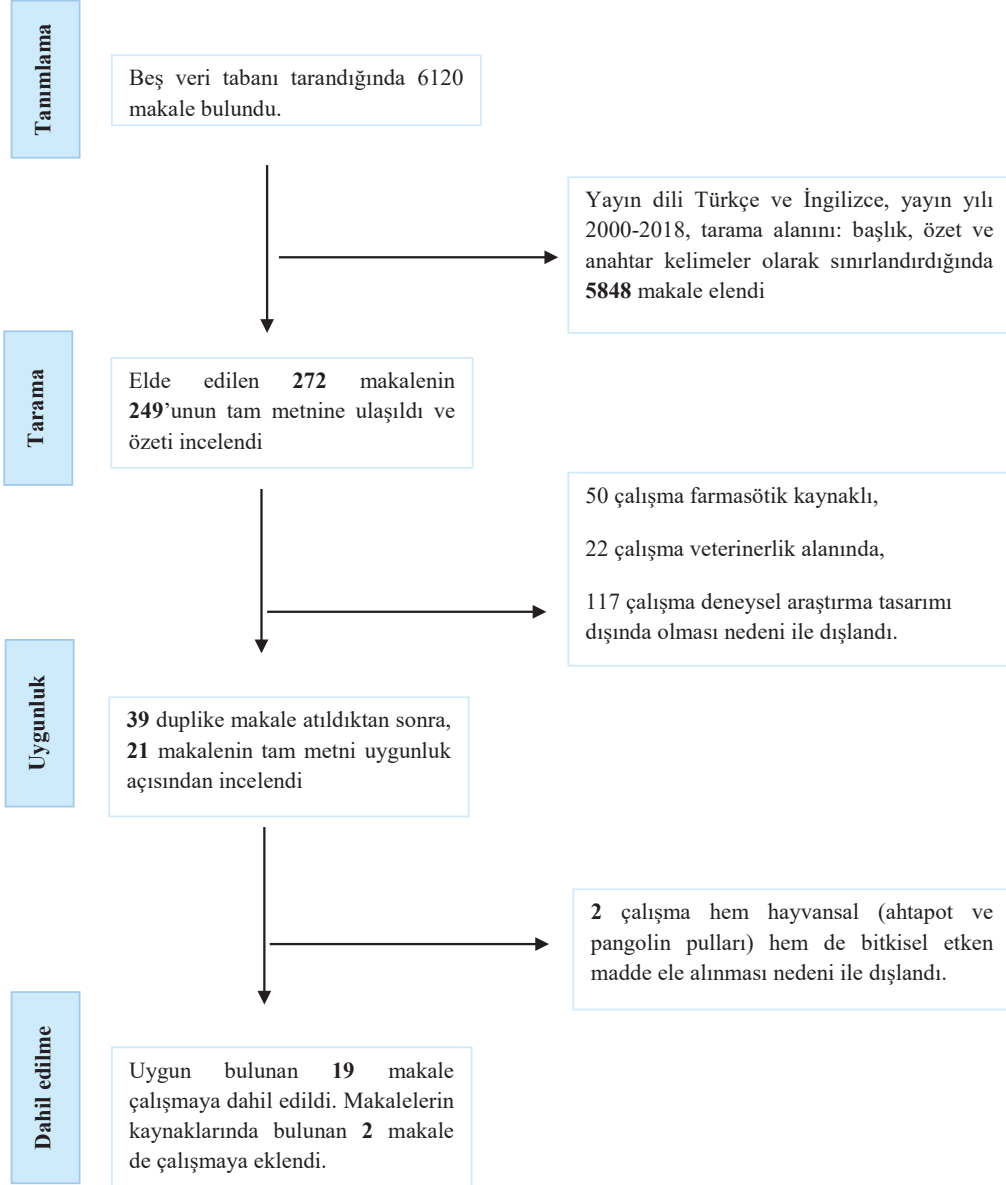 Tanımlama
Beş veri tabanı tarandığında 6120
makale bulundu.
Yayın dili Türkçe ve İngilizce, yayın yılı
2000-2018, tarama alanını: başlık, özet ve
anahtar kelimeler olarak sınırlandırdığında
5848 makale elendi
Tarama
Elde edilen 272 makalenin
249’unun tam metnine ulaşıldı ve
özeti incelendi
50 çalışma farmasötik kaynaklı,
22 çalışma veterinerlik alanında,
117 çalışma deneysel araştırma tasarımı
dışında olması nedeni ile dışlandı.
Uygunluk
39 duplike makale atıldıktan sonra,
21 makalenin tam metni uygunluk
açısından incelendi
2 çalışma hem hayvansal (ahtapot ve
pangolin pulları) hem de bitkisel etken
madde ele alınması nedeni ile dışlandı.
Dahil edilme
Uygun bulunan 19 makale
çalışmaya dahil edildi. Makalelerin
kaynaklarında bulunan 2 makale
de çalışmaya eklendi.